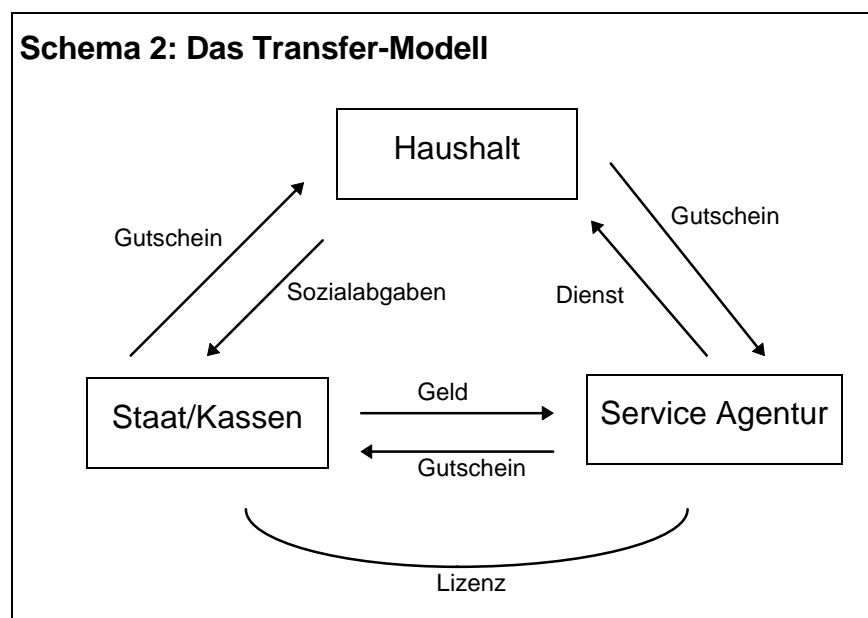 Schema 2: Das Transfer-Modell
Haushalt
Gutschein
Gutschein
Sozialabgaben
Dienst
Staat/Kassen
Geld
Service Agentur
Gutschein
Lizenz